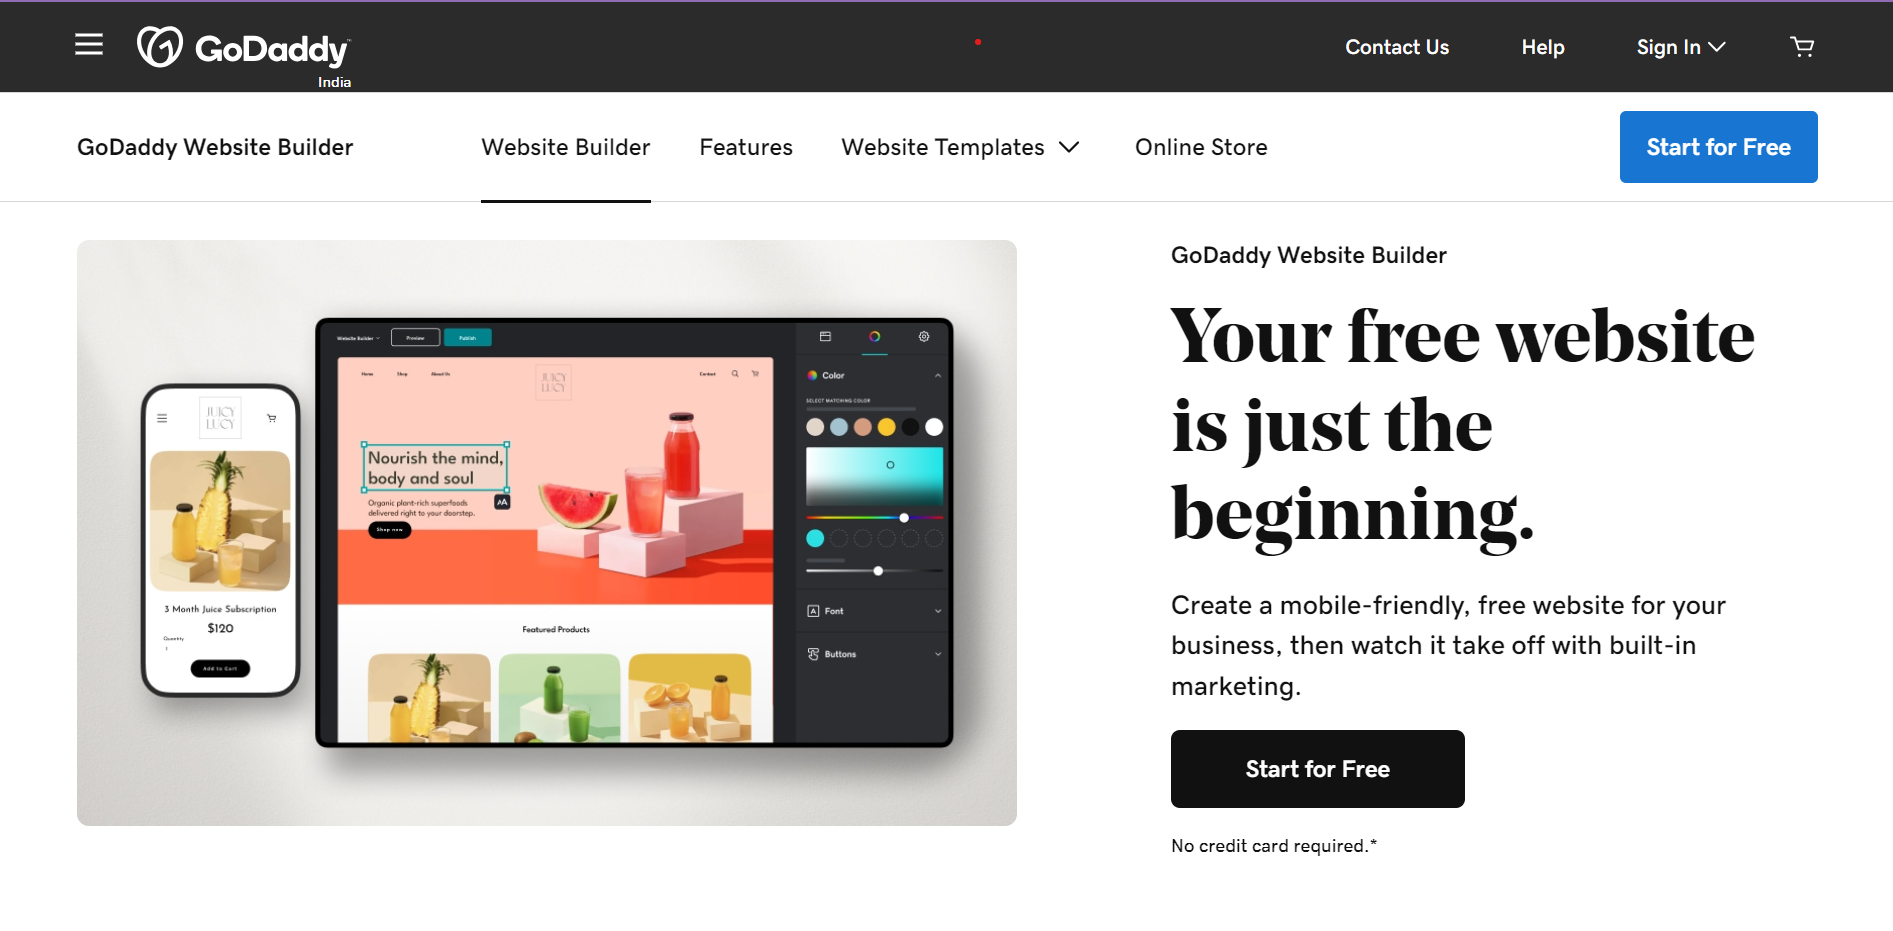 GoDaddy
India
Contact Us
Help
Sign In
GoDaddy Website Builder
Website Builder
Features
Website Templates
Online Store
Start for Free
JUICY
LUCY
3 Month Juice Subscription
$120
Quantity
1
Add to Cart
Website Builder
Preview
Publish
Home
Shop
About Us
JUICY
LUCY
Contact
Nourish the mind,
body and soul
AA
Organic plant-rich superfoods
delivered right to your doorstep.
Shop now
Featured Products
Color
SELECT MATCHING COLOR
A Font
Buttons
GoDaddy Website Builder
Your free website
is just the
beginning.
Create a mobile-friendly, free website for your
business, then watch it take off with built-in
marketing.
Start for Free
No credit card required.*